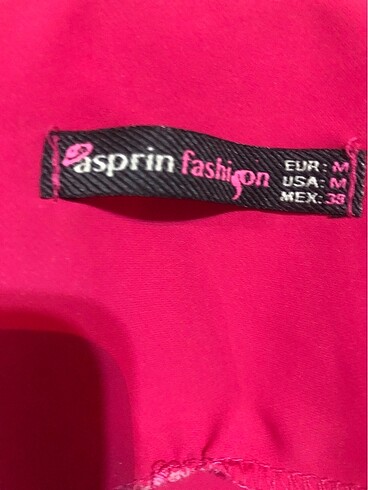 asprin fashion
EUR: M
USA: M
MEX: 38